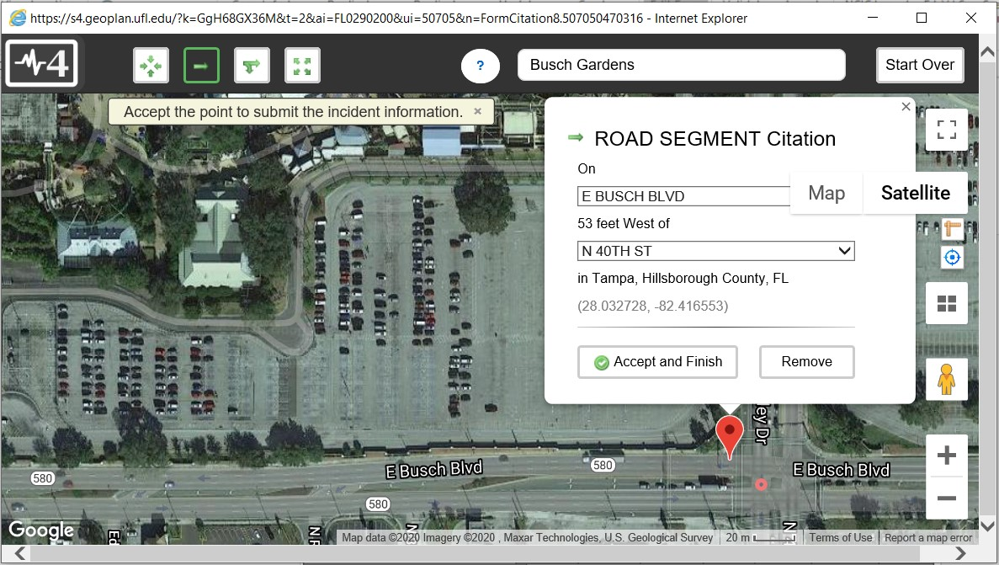 https://s4.geoplan.ufl.edu/?k=GgH68GX36M&t=2&ai=FL0290200&ui=50705&n=FormCitation8.507050470316 - Internet Explorer
4
?
Busch Gardens
Start Over
Accept the point to submit the incident information. ×
ROAD SEGMENT Citation
On
E BUSCH BLVD
Map
Satellite
53 feet West of
N 40TH ST
in Tampa, Hillsborough County, FL
(28.032728, -82.416553)
Accept and Finish
Remove
ey Dr
580
E Busch Blvd
580
E Busch Blvd
580
Google
Ed
Map data ©2020 Imagery ©2020 , Maxar Technologies, U.S. Geological Survey
20 m
Terms of Use
Report a map error